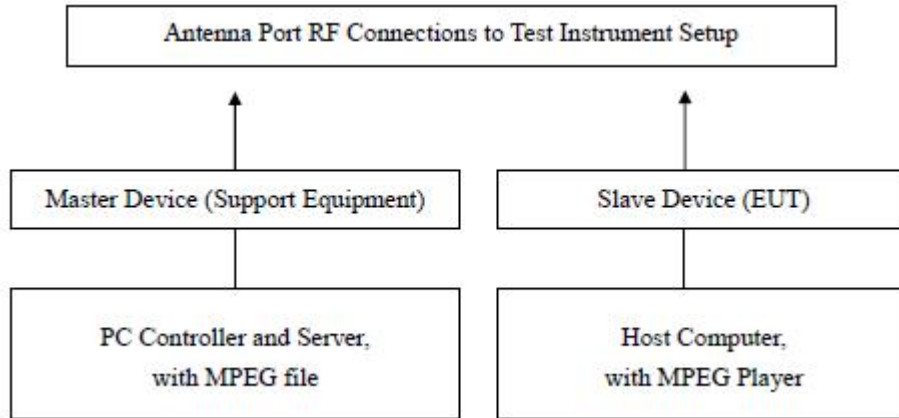 Antenna Port RF Connections to Test Instrument Setup
Master Device (Support Equipment)
Slave Device (EUT)
PC Controller and Server,
with MPEG file
Host Computer,
with MPEG Player